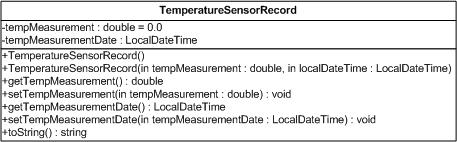 TemperatureSensorRecord
-tempMeasurement : double = 0.0
-tempMeasurementDate : LocalDateTime
+TemperatureSensorRecord()
+TemperatureSensorRecord(in tempMeasurement : double, in localDateTime : LocalDateTime)
+getTempMeasurement() : double
+setTempMeasurement(in tempMeasurement : double) : void
+getTempMeasurementDate() : LocalDateTime
+setTempMeasurementDate(in tempMeasurementDate : LocalDateTime) : void
+toString() : string